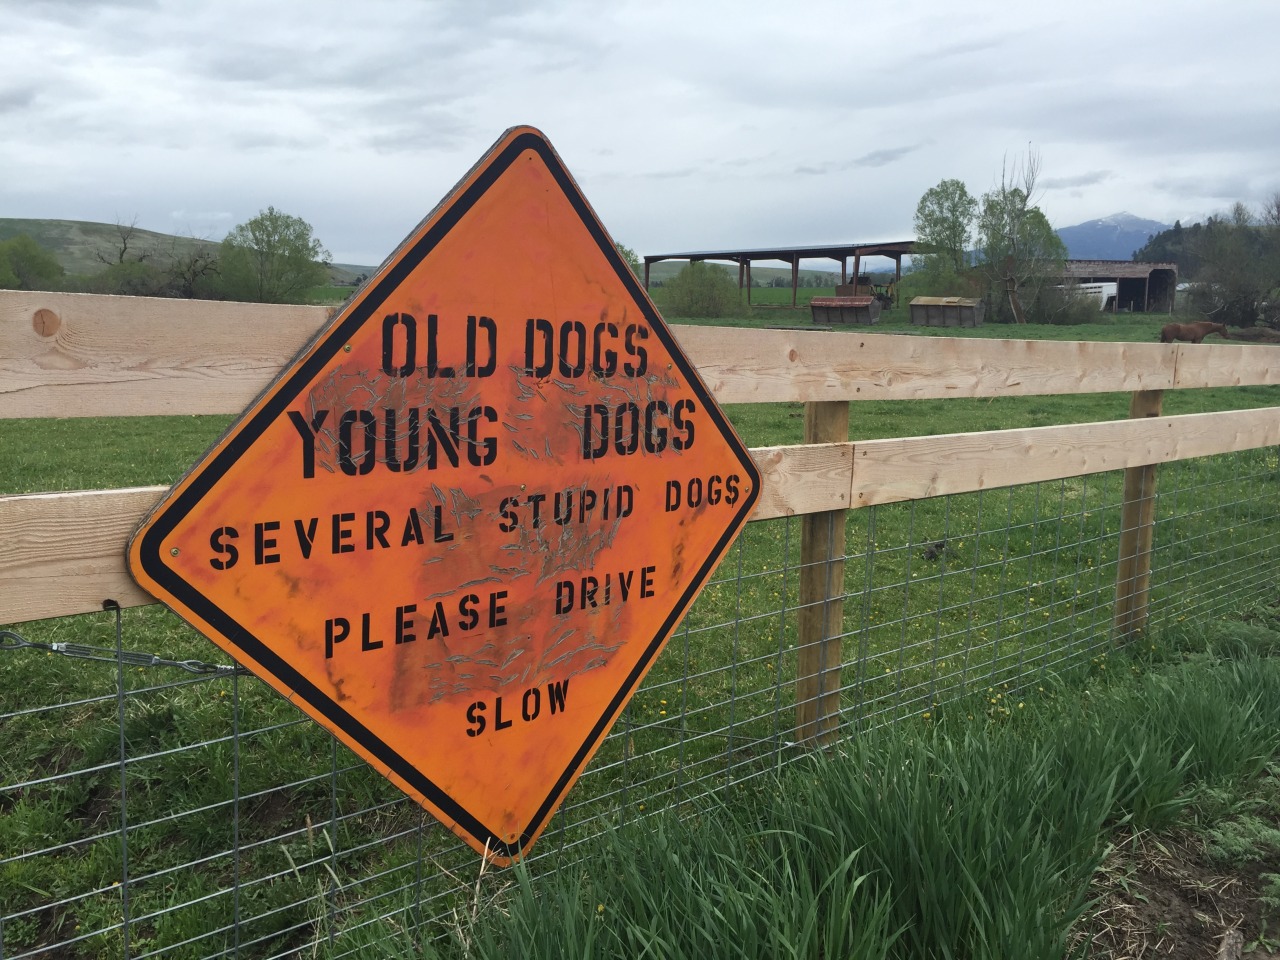 OLD DOGS
YOUNG DOGS
SEVERAL STUPID DOGS
PLEASE DRIVE
SLOW